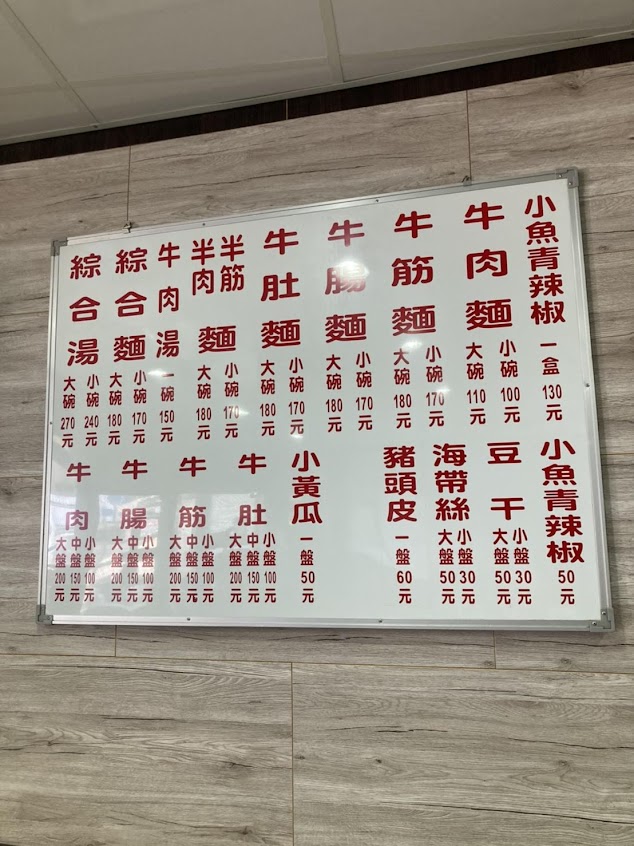 小魚青辣椒 一盒 130元
牛肉麵 小碗 100元 大碗 110元
牛筋麵 小碗 170元 大碗 180元
牛腸麵 小碗 170元 大碗 180元
牛肚麵 小碗 170元 大碗 180元
半筋半肉麵 小碗 170元 大碗 180元
牛肉湯 一碗 150元
綜合麵 小碗 170元 大碗 180元
綜合湯 小碗 240元 大碗 270元
小魚青辣椒 50元
豆干 小盤 30元 大盤 50元
海帶絲 小盤 30元 大盤 50元
豬頭皮 一盤 60元
小黃瓜 一盤 50元
牛肚 小盤 100元 中盤 150元 大盤 200元
牛筋 小盤 100元 中盤 150元 大盤 200元
牛腸 小盤 100元 中盤 150元 大盤 200元
牛肉 小盤 100元 中盤 150元 大盤 200元